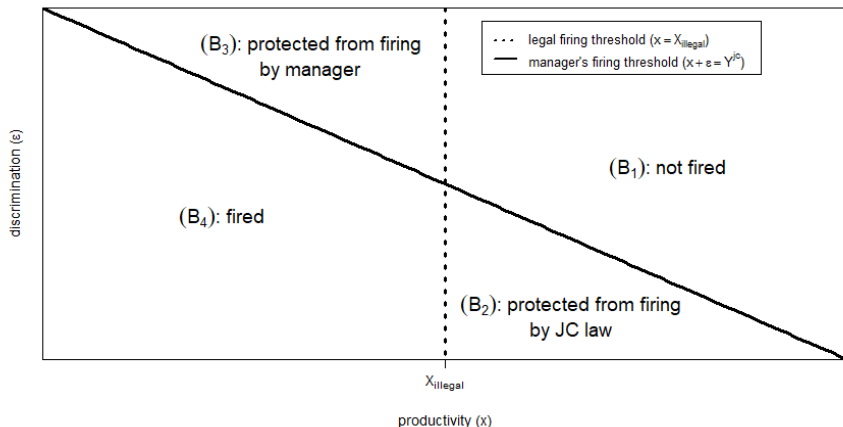 (B₃): protected from firing
by manager
legal firing threshold (x = Xᵢₗₗₑgₐₗ)
manager's firing threshold (x + ε = Yʲᶜ)
discrimination (ε)
(B₁): not fired
(B₄): fired
(B₂): protected from firing
by JC law
Xᵢₗₗₑgₐₗ
productivity (x)